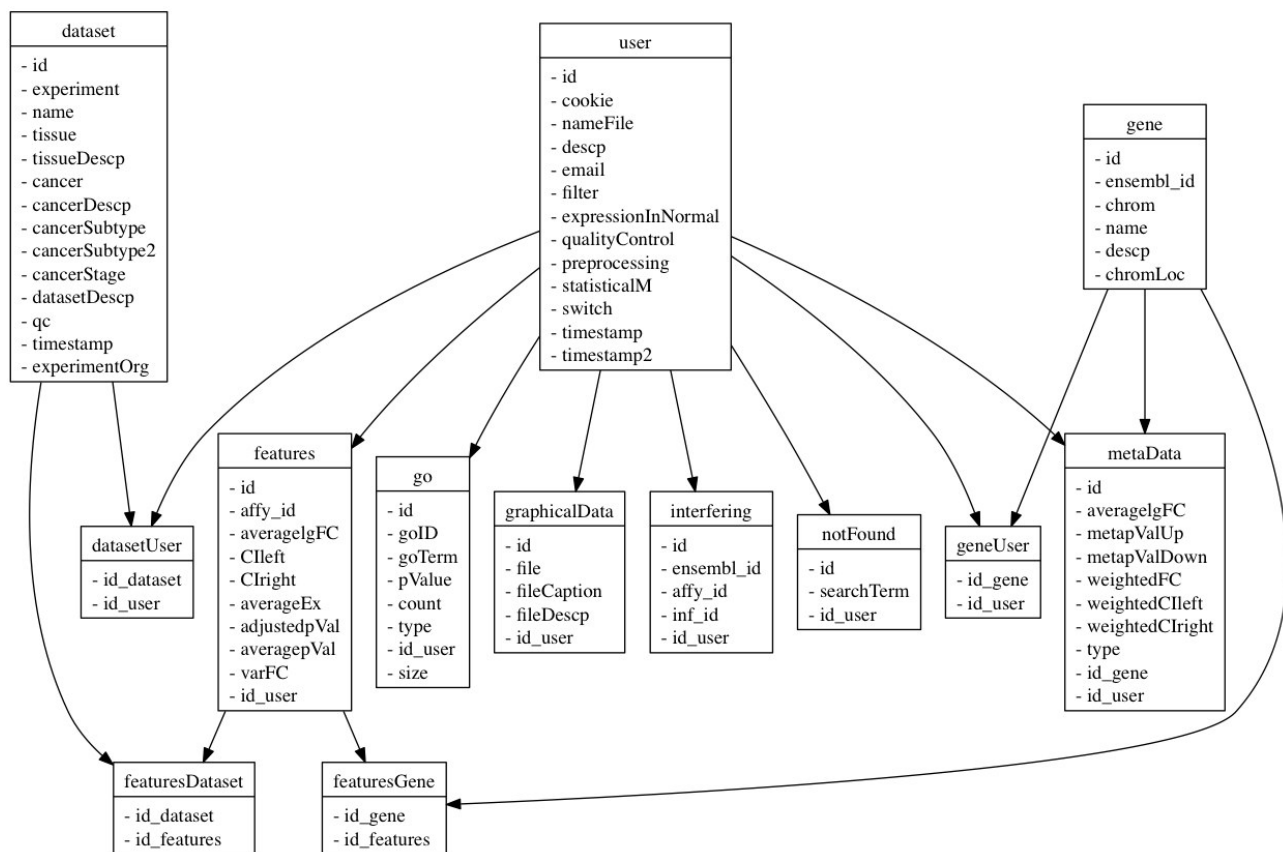 dataset
- id
- experiment
- name
- tissue
- tissueDescp
- cancer
- cancerDescp
- cancerSubtype
- cancerSubtype2
- cancerStage
- datasetDescp
- qc
- timestamp
- experimentOrg
user
- id
- cookie
- nameFile
- descp
- email
- filter
- expressionInNormal
- qualityControl
- preprocessing
- statisticalM
- switch
- timestamp
- timestamp2
gene
- id
- ensembl_id
- chrom
- name
- descp
- chromLoc
datasetUser
- id_dataset
- id_user
features
- id
- affy_id
- averagelgFC
- CIleft
- CIright
- averageEx
- adjustedpVal
- averagepVal
- varFC
- id_user
go
- id
- goID
- goTerm
- pValue
- count
- type
- id_user
- size
graphicalData
- id
- file
- fileCaption
- fileDescp
- id_user
interfering
- id
- ensembl_id
- affy_id
- inf_id
- id_user
notFound
- id
- searchTerm
- id_user
geneUser
- id_gene
- id_user
metaData
- id
- averagelgFC
- metapValUp
- metapValDown
- weightedFC
- weightedCIleft
- weightedCIright
- type
- id_gene
- id_user
featuresDataset
- id_dataset
- id_features
featuresGene
- id_gene
- id_features